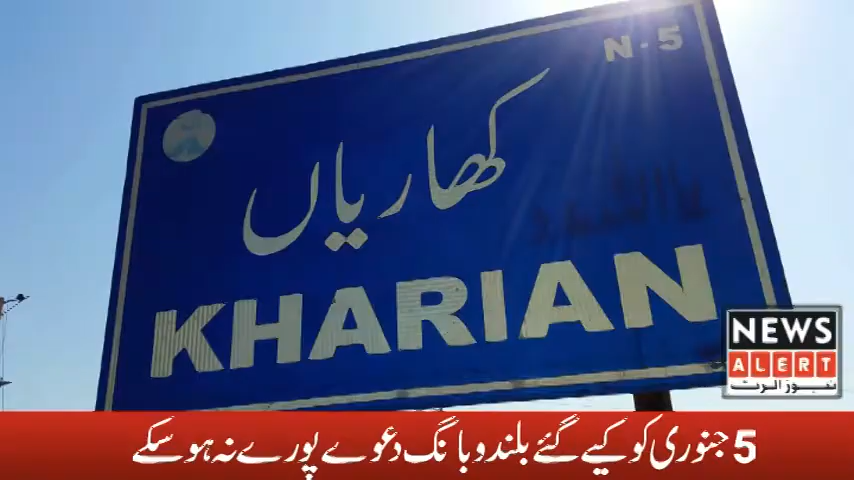 N-5
کھاریاں
KHARIAN
NEWS
ALERT
نیوز الرٹ
5 جنوری کو کیے گئے بلند و بانگ دعوے پورے نہ ہو سکے